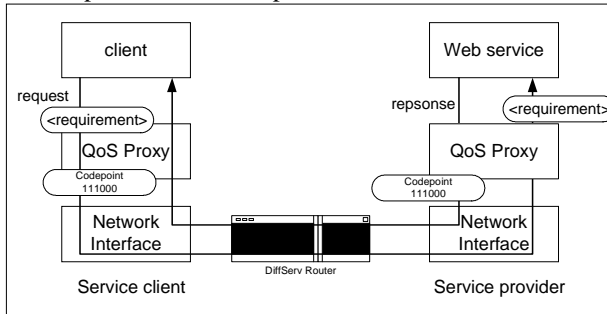 client
Web service
request
repsonse
<requirement>
<requirement>
QoS Proxy
QoS Proxy
Codepoint
111000
Codepoint
111000
Network
Interface
Network
Interface
DiffServ Router
Service client
Service provider